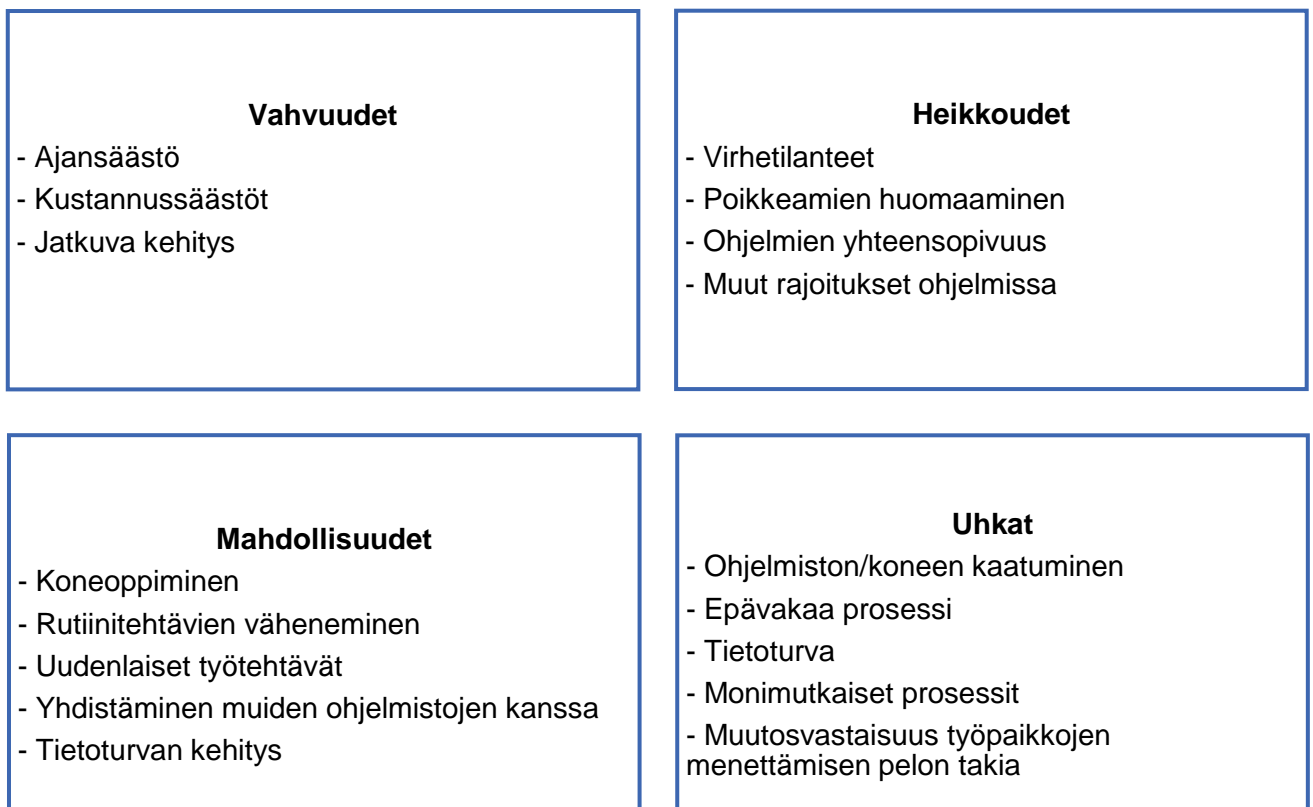 Vahvuudet
- Ajansäästö
- Kustannussäästöt
- Jatkuva kehitys
Heikkoudet
- Virhetilanteet
- Poikkeamien huomaaminen
- Ohjelmien yhteensopivuus
- Muut rajoitukset ohjelmissa
Mahdollisuudet
- Koneoppiminen
- Rutiinitehtävien väheneminen
- Uudenlaiset työtehtävät
- Yhdistäminen muiden ohjelmistojen kanssa
- Tietoturvan kehitys
Uhkat
- Ohjelmiston/koneen kaatuminen
- Epävakaa prosessi
- Tietoturva
- Monimutkaiset prosessit
- Muutosvastaisuus työpaikkojen
menettämisen pelon takia